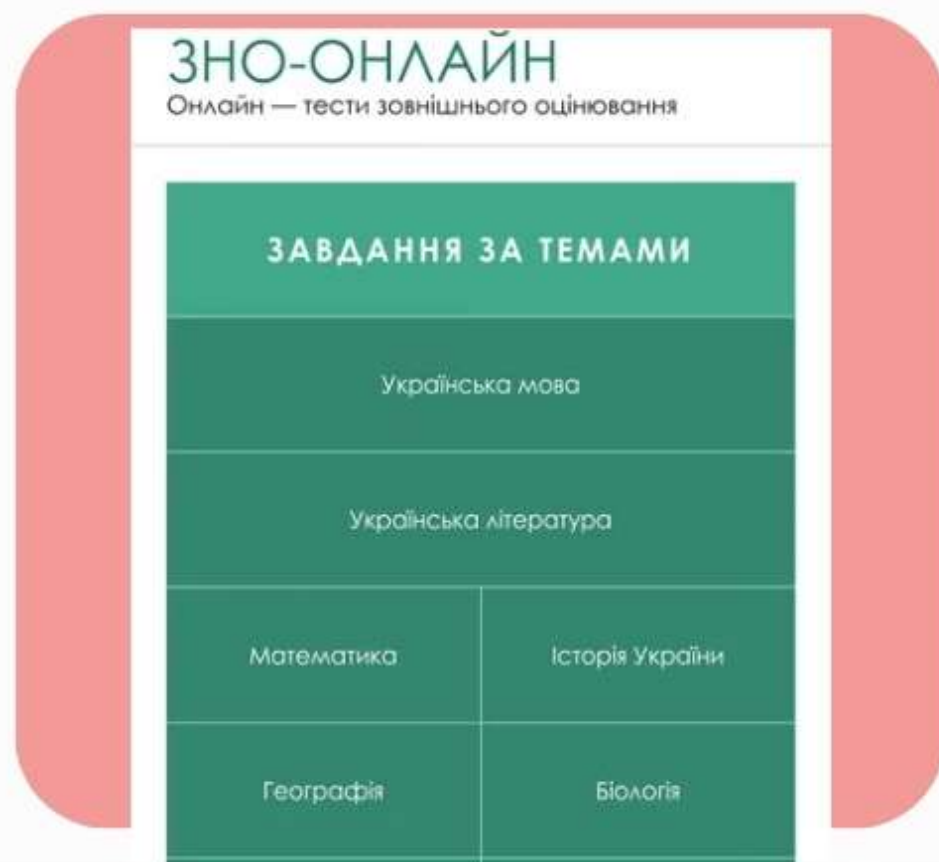 ЗНО-ОНЛАЙН
Онлайн — тести зовнішнього оцінювання
ЗАВДАННЯ ЗА ТЕМАМИ
Українська мова
Українська література
Математика
Історія України
Географія
Біологія